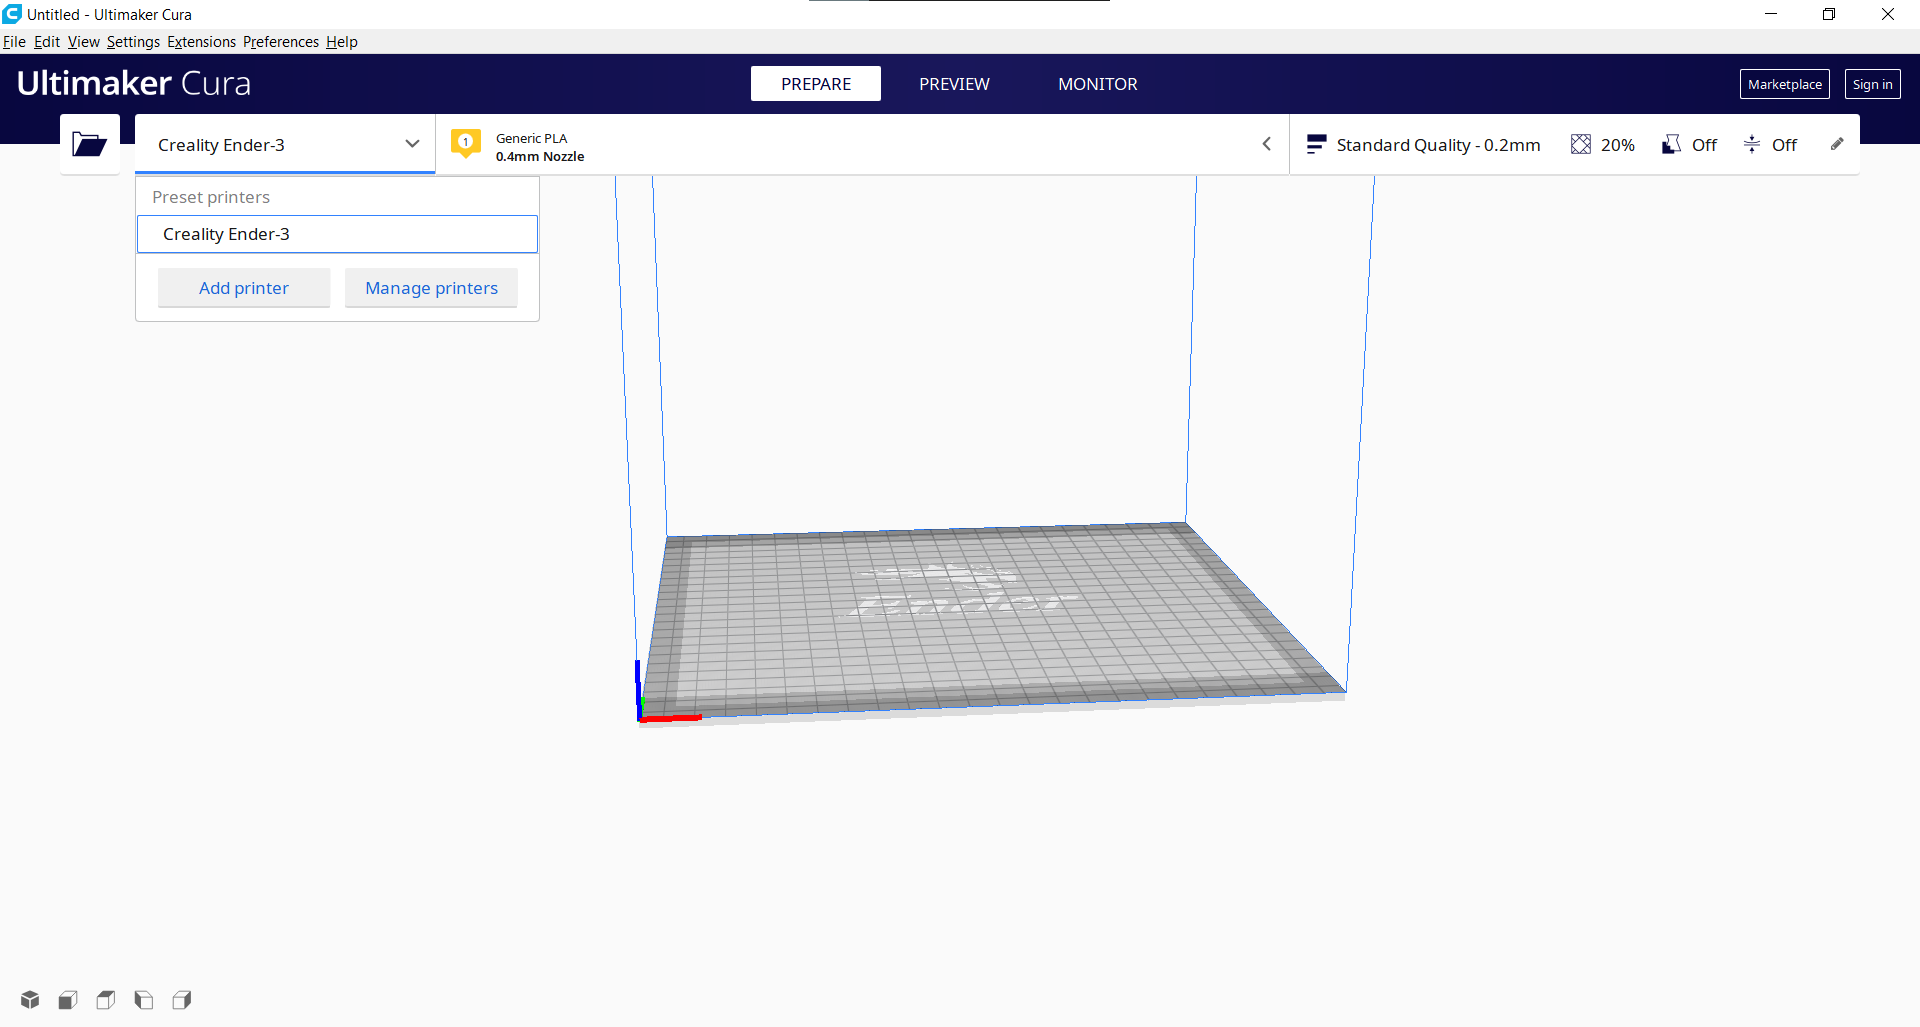 Untitled - Ultimaker Cura
File Edit View Settings Extensions Preferences Help
Ultimaker Cura
PREPARE
PREVIEW
MONITOR
Marketplace
Sign in
Creality Ender-3
1
Generic PLA
0.4mm Nozzle
Standard Quality - 0.2mm
20%
Off
Off
Preset printers
Creality Ender-3
Add printer
Manage printers
Ender